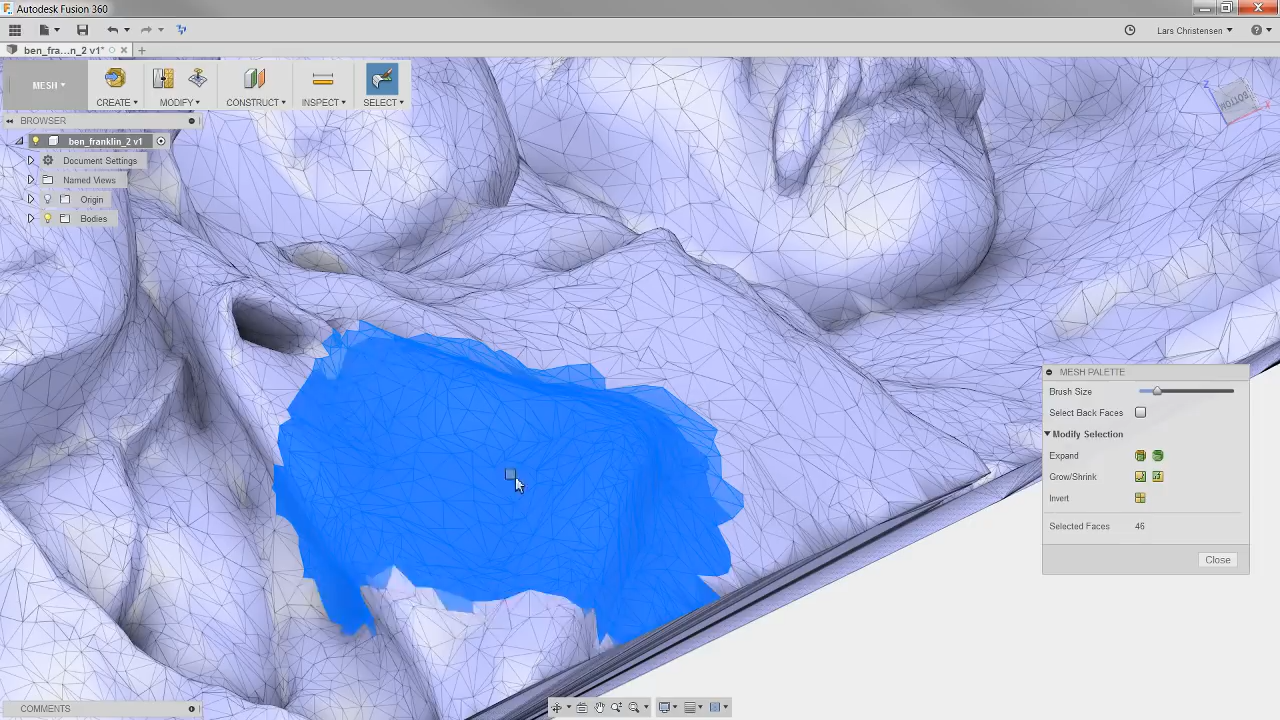 Autodesk Fusion 360
Lars Christensen
ben_fra...n_2 v1*
MESH
CREATE
MODIFY
CONSTRUCT
INSPECT
SELECT
BROWSER
ben_franklin_2 v1
Document Settings
Named Views
Origin
Bodies
Z
X
BOTTOM
MESH PALETTE
Brush Size
Select Back Faces
Modify Selection
Expand
Grow/Shrink
Invert
Selected Faces 46
Close
COMMENTS